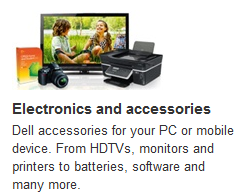 Electronics and accessories
Dell accessories for your PC or mobile
device. From HDTVs, monitors and
printers to batteries, software and
many more.